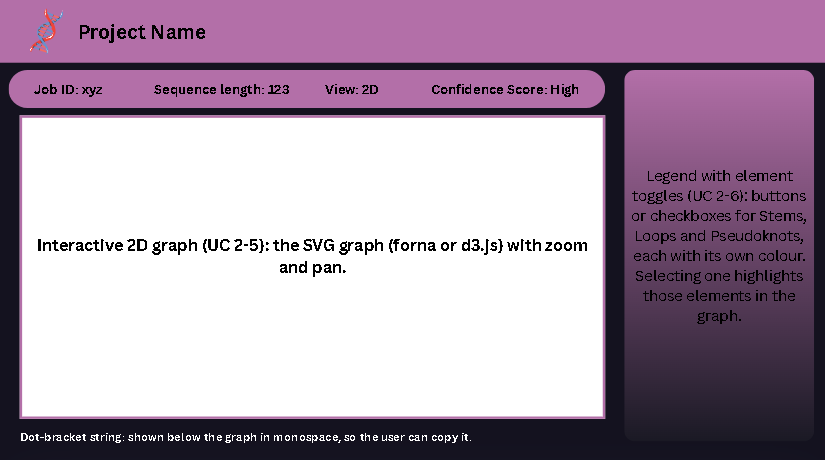 Project Name
Job ID: xyz
Sequence length: 123
View: 2D
Confidence Score: High
Interactive 2D graph (UC 2-5): the SVG graph (forna or d3.js) with zoom
and pan.
Legend with element
toggles (UC 2-6): buttons
or checkboxes for Stems,
Loops and Pseudoknots,
each with its own colour.
Selecting one highlights
those elements in the
graph.
Dot-bracket string: shown below the graph in monospace, so the user can copy it.